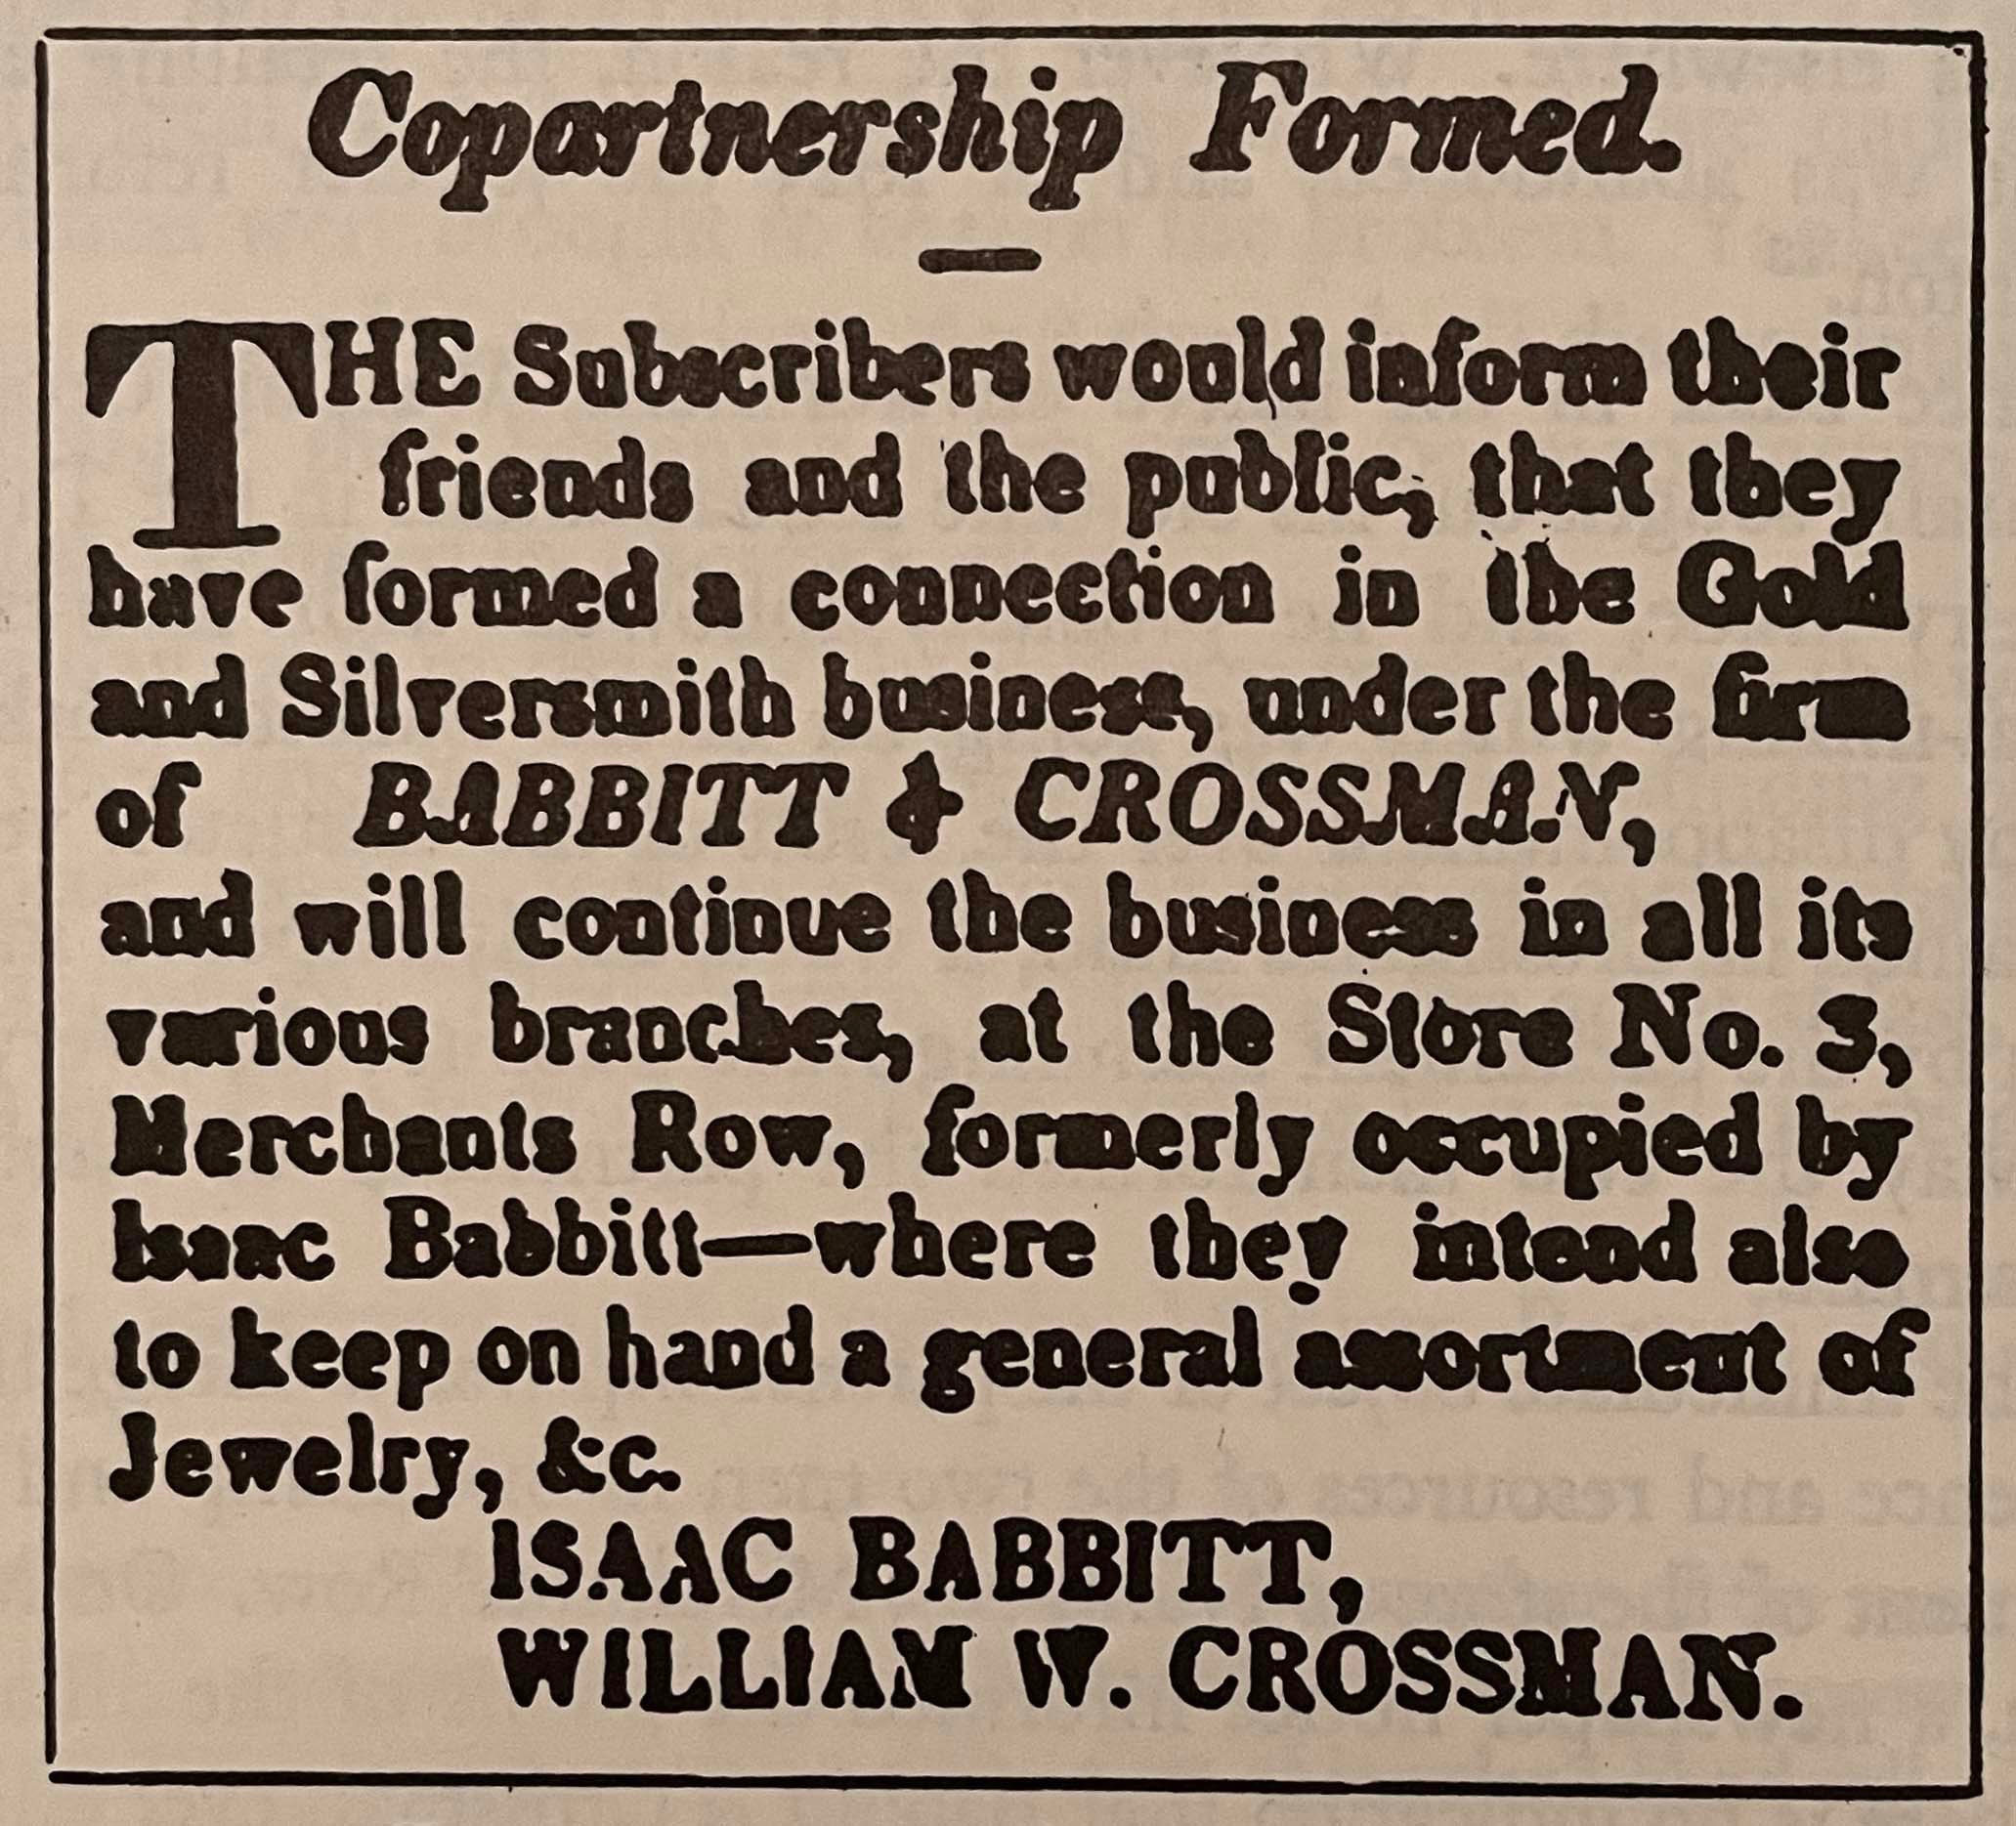 Copartnership Formed.
THE Subscribers would inform their
friends and the public, that they
have formed a connection in the Gold
and Silversmith business, under the firm
of BABBITT & CROSSMAN,
and will continue the business in all its
various branches, at the Store No. 3,
Merchants Row, formerly occupied by
Isaac Babbitt—where they intend also
to keep on hand a general assortment of
Jewelry, &c.
ISAAC BABBITT,
WILLIAM W. CROSSMAN.